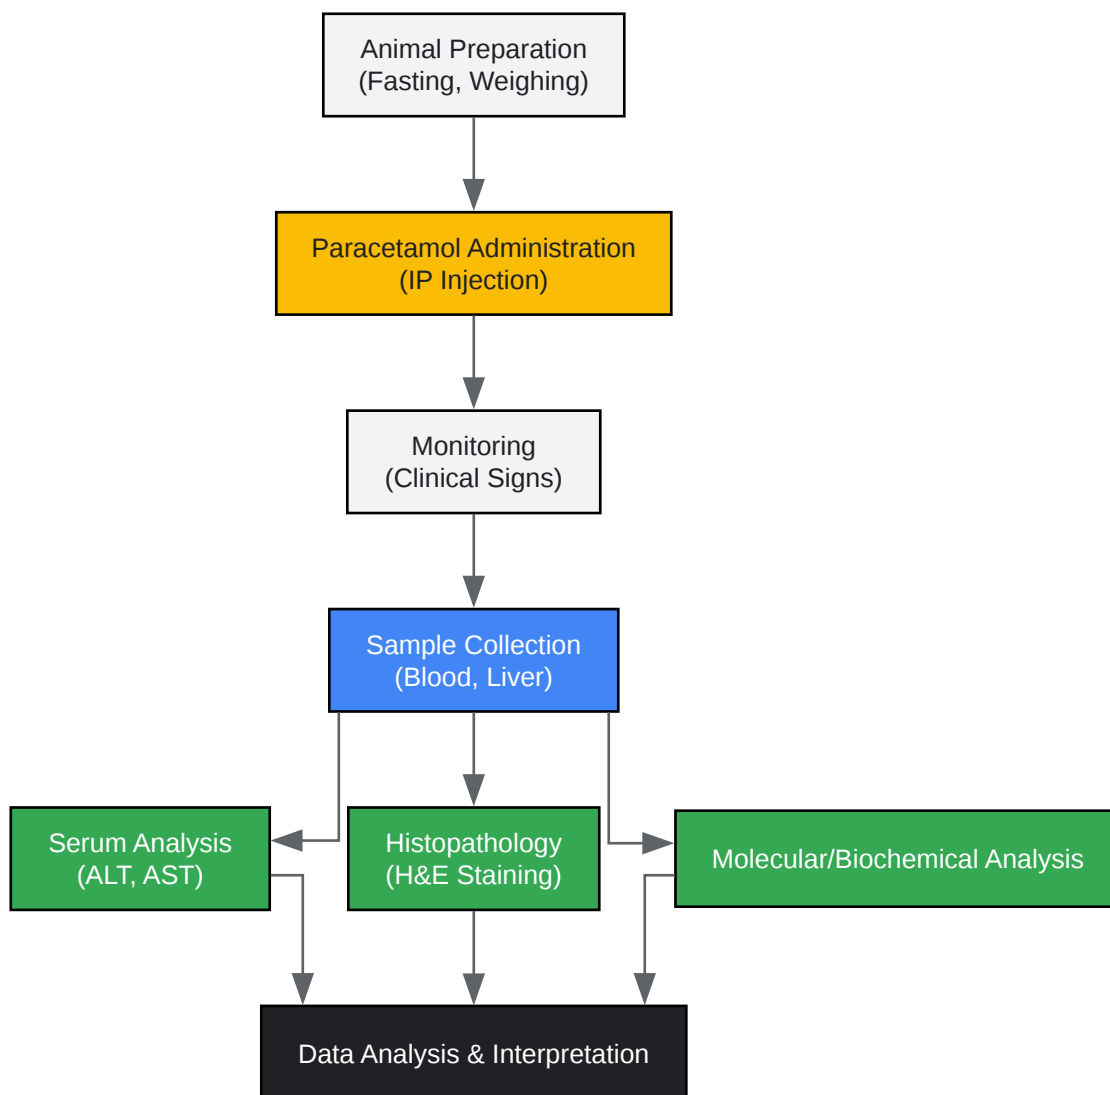 Animal Preparation
(Fasting, Weighing)
Paracetamol Administration
(IP Injection)
Monitoring
(Clinical Signs)
Sample Collection
(Blood, Liver)
Serum Analysis
(ALT, AST)
Histopathology
(H&E Staining)
Molecular/Biochemical Analysis
Data Analysis & Interpretation